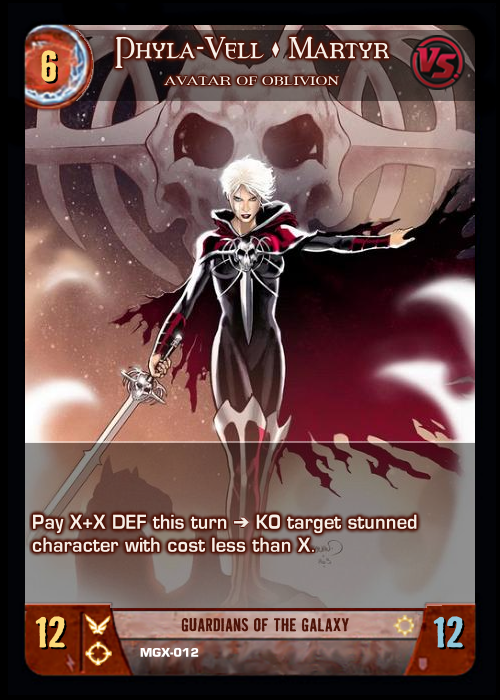 6
PHYLA-VELL ♦ MARTYR
VS
AVATAR OF OBLIVION
Pay X+X DEF this turn ➔ KO target stunned
character with cost less than X.
12
GUARDIANS OF THE GALAXY
12
MGX-012